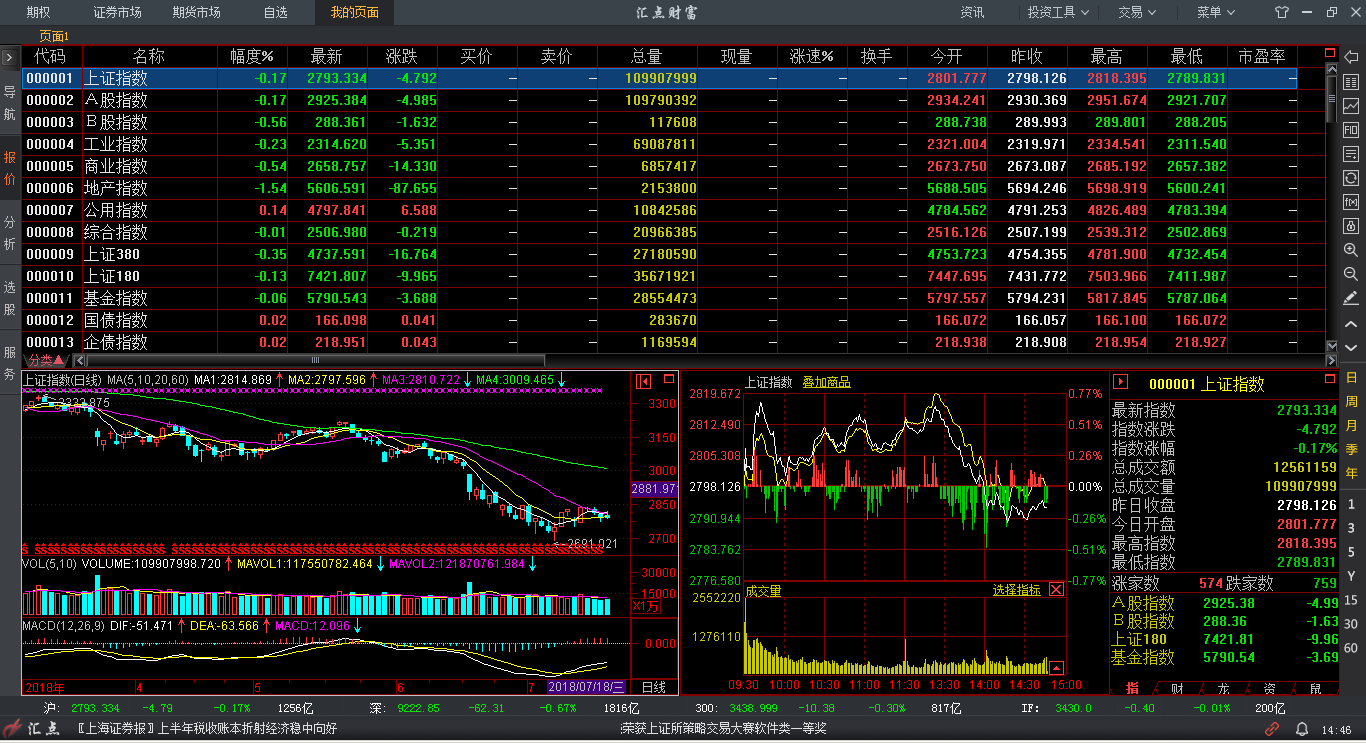 期权 证券市场 期货市场 自选 我的页面 汇点财富 资讯 投资工具 交易 菜单
页面1
代码 名称 幅度% 最新 涨跌 买价 卖价 总量 现量 涨速% 换手 今开 昨收 最高 最低 市盈率
000001 上证指数 -0.17 2793.334 -4.792 — — 109907999 — — — 2801.777 2798.126 2818.395 2789.831 —
000002 A股指数 -0.17 2925.384 -4.985 — — 109790392 — — — 2934.241 2930.369 2951.674 2921.707 —
000003 B股指数 -0.56 288.361 -1.632 — — 117608 — — — 288.738 289.993 289.801 288.205 —
000004 工业指数 -0.23 2314.620 -5.351 — — 69087811 — — — 2321.004 2319.971 2334.541 2311.540 —
000005 商业指数 -0.54 2658.757 -14.330 — — 6857417 — — — 2673.750 2673.087 2685.192 2657.382 —
000006 地产指数 -1.54 5606.591 -87.655 — — 2153800 — — — 5688.505 5694.246 5698.919 5600.241 —
000007 公用指数 0.14 4797.841 6.588 — — 10842586 — — — 4784.562 4791.253 4826.489 4783.394 —
000008 综合指数 -0.01 2506.980 -0.219 — — 20966385 — — — 2516.126 2507.199 2539.312 2502.869 —
000009 上证380 -0.35 4737.591 -16.764 — — 27180590 — — — 4753.723 4754.355 4781.900 4732.454 —
000010 上证180 -0.13 7421.807 -9.965 — — 35671921 — — — 7447.695 7431.772 7503.966 7411.987 —
000011 基金指数 -0.06 5790.543 -3.688 — — 28554473 — — — 5797.557 5794.231 5817.845 5787.064 —
000012 国债指数 0.02 166.098 0.041 — — 283670 — — — 166.072 166.057 166.100 166.072 —
000013 企债指数 0.02 218.951 0.043 — — 1169594 — — — 218.938 218.908 218.954 218.927 —
分类▲
导航
报价
分析
选股
服务
上证指数(日线) MA(5,10,20,60) MA1:2814.869↑ MA2:2797.596↑ MA3:2810.722↓ MA4:3009.465↓
3300
3150
3000
2881.97
2850
2700
←2691.021
VOL(5,10) VOLUME:109907998.720↑ MAVOL1:117550782.464↓ MAVOL2:121870761.984↓
30000
15000
X1万
MACD(12,26,9) DIF:-51.471↑ DEA:-63.566↑ MACD:12.096↓
0.000
2018年 4 5 6 7 2018/07/18/三 日线
上证指数 叠加商品
2819.672 0.77%
2812.490 0.51%
2805.308 0.26%
2798.126 0.00%
2790.944 -0.26%
2783.762 -0.51%
2776.580 -0.77%
成交量 选择指标
2552220
1276110
09:30 10:00 10:30 11:00 11:30 13:30 14:00 14:30 15:00
000001 上证指数
最新指数 2793.334
指数涨跌 -4.792
指数涨幅 -0.17%
总成交额 12561159
总成交量 109907999
昨日收盘 2798.126
今日开盘 2801.777
最高指数 2818.395
最低指数 2789.831
涨家数 574 跌家数 759
A股指数 2925.38 -4.99
B股指数 288.36 -1.63
上证180 7421.81 -9.96
基金指数 5790.54 -3.69
指 财 龙 资 鼠
FID
f(x)
日
周
月
季
年
1
3
5
Y
15
30
60
沪: 2793.334 -4.79 -0.17% 1256亿 深: 9222.85 -62.31 -0.67% 1816亿 300: 3438.999 -10.38 -0.30% 817亿 IF: 3430.0 -0.40 -0.01% 200亿
汇点 〖上海证券报〗上半年税收账本折射经济稳中向好 荣获上证所策略交易大赛软件类一等奖 14:46